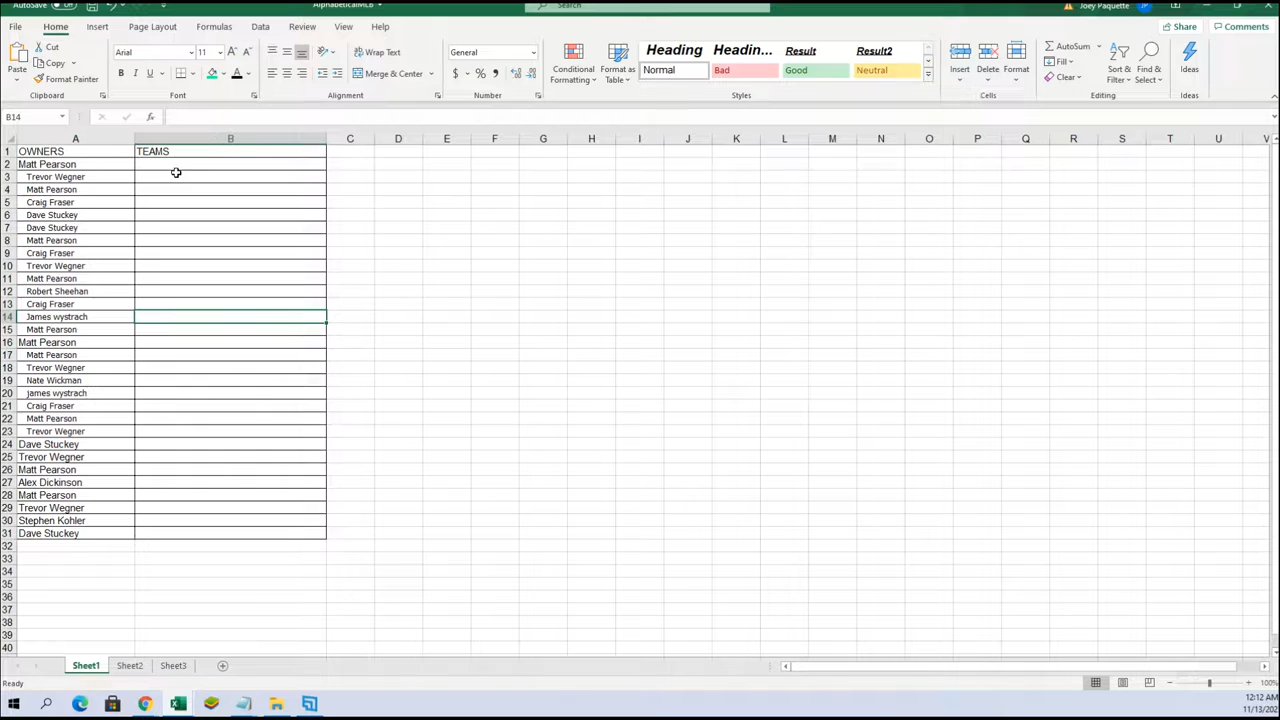 AutoSave AlphabeticalMLB Search Joey Paquette
File Home Insert Page Layout Formulas Data Review View Help Share Comments
Paste Cut Copy Format Painter Clipboard
Arial 11 Font
Wrap Text Merge & Center Alignment
General Number
Conditional Formatting Format as Table
Heading Headin... Result Result2
Normal Bad Good Neutral
Styles
Insert Delete Format Cells
AutoSum Fill Clear Sort & Filter Find & Select Editing
Ideas Ideas
B14
A B C D E F G H I J K L M N O P Q R S T U V
1 OWNERS TEAMS
2 Matt Pearson
3 Trevor Wegner
4 Matt Pearson
5 Craig Fraser
6 Dave Stuckey
7 Dave Stuckey
8 Matt Pearson
9 Craig Fraser
10 Trevor Wegner
11 Matt Pearson
12 Robert Sheehan
13 Craig Fraser
14 James wystrach
15 Matt Pearson
16 Matt Pearson
17 Matt Pearson
18 Trevor Wegner
19 Nate Wickman
20 james wystrach
21 Craig Fraser
22 Matt Pearson
23 Trevor Wegner
24 Dave Stuckey
25 Trevor Wegner
26 Matt Pearson
27 Alex Dickinson
28 Matt Pearson
29 Trevor Wegner
30 Stephen Kohler
31 Dave Stuckey
32
33
34
35
36
37
38
39
40
Sheet1 Sheet2 Sheet3
Ready 100%
12:12 AM
11/13/202